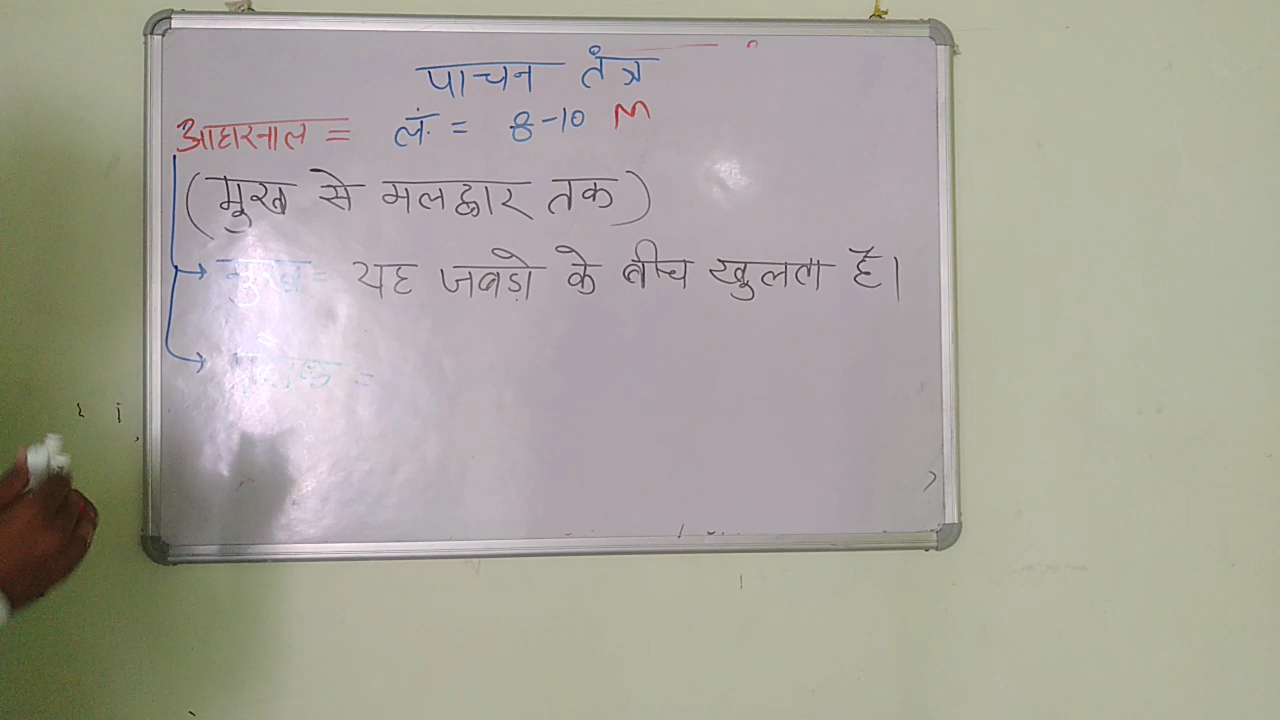 पाचन तंत्र
आहारनाल = लं. = 8-10 M
(मुख से मलद्वार तक)
मुख = यह जबड़ो के बीच खुलता है।